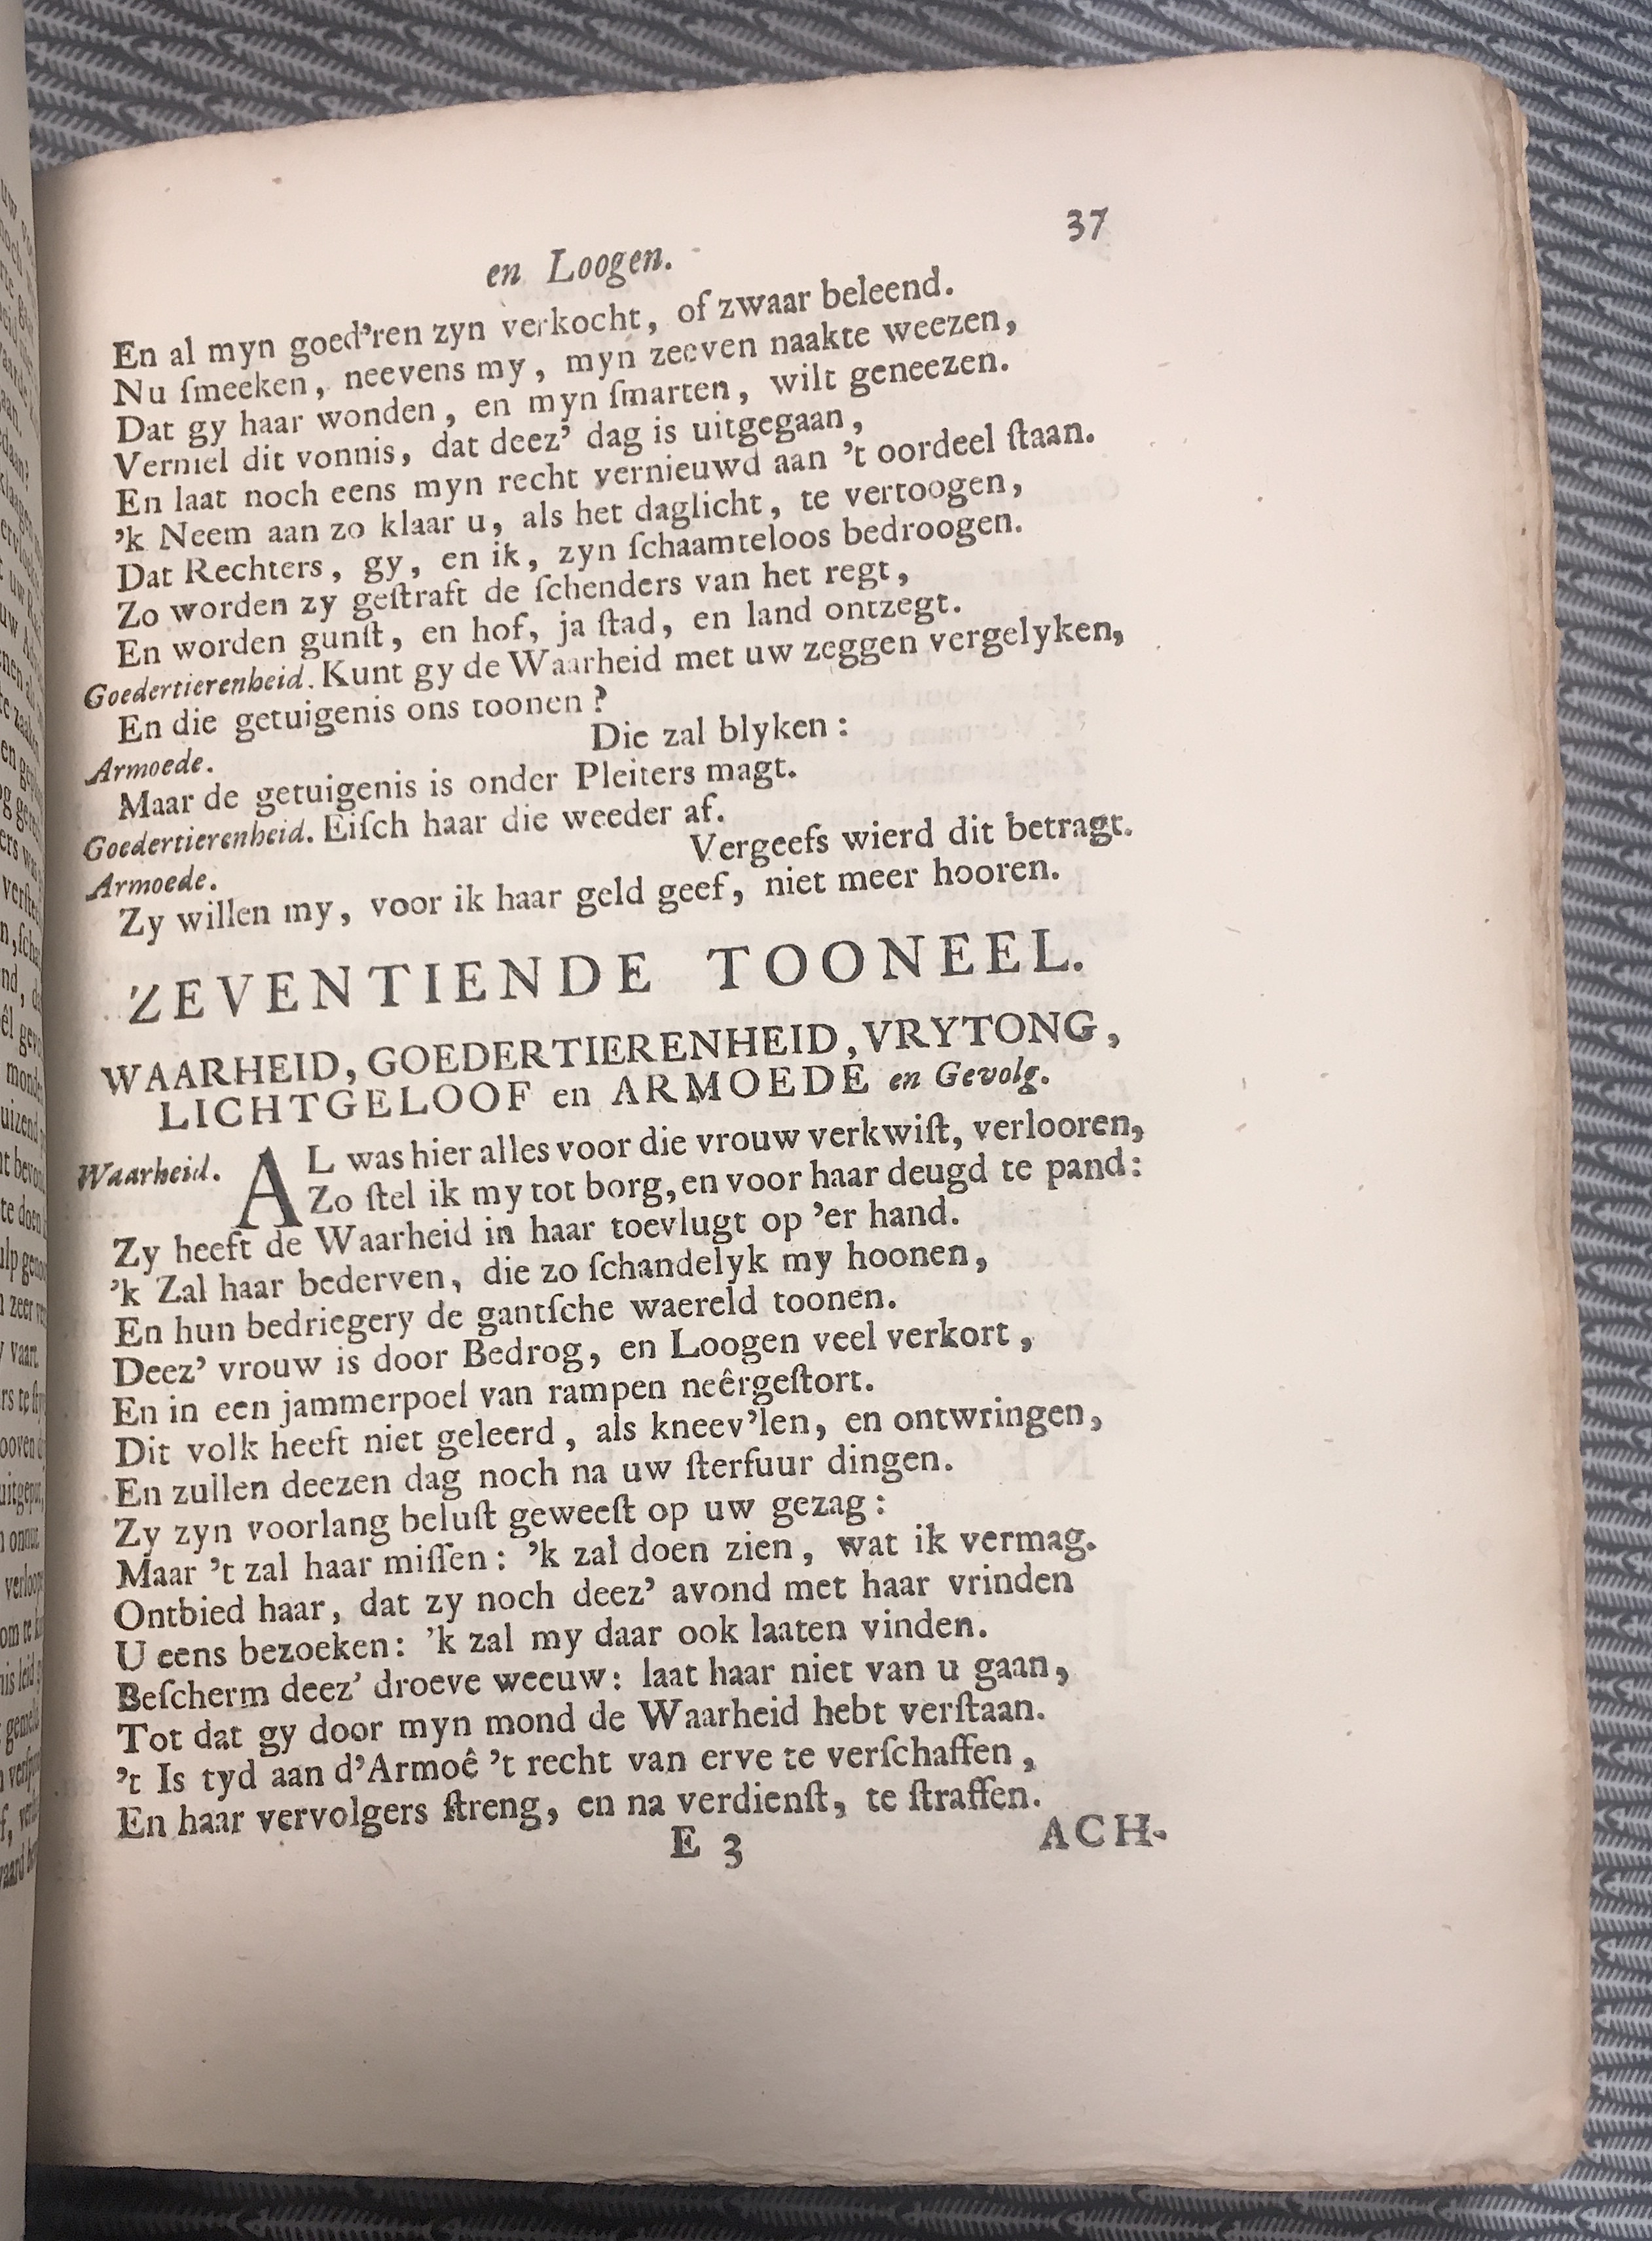 37
en Loogen.
En al myn goed'ren zyn verkocht, of zwaar beleend.
Nu ſmeeken, neevens my, myn zeeven naakte weezen,
Dat gy haar wonden, en myn ſmarten, wilt geneezen.
Verniel dit vonnis, dat deez' dag is uitgegaan,
En laat noch eens myn recht vernieuwd aan 't oordeel ſtaan.
'k Neem aan zo klaar u, als het daglicht, te vertoogen,
Dat Rechters, gy, en ik, zyn ſchaamteloos bedroogen.
Zo worden zy geſtraft de ſchenders van het regt,
En worden gunſt, en hof, ja ſtad, en land ontzegt.
Goedertierenheid. Kunt gy de Waarheid met uw zeggen vergelyken,
En die getuigenis ons toonen?
Armoede. Die zal blyken:
Maar de getuigenis is onder Pleiters magt.
Goedertierenheid. Eiſch haar die weeder af.
Armoede. Vergeefs wierd dit betragt.
Zy willen my, voor ik haar geld geef, niet meer hooren.
ZEVENTIENDE TOONEEL.
WAARHEID, GOEDERTIERENHEID, VRYTONG,
LICHTGELOOF en ARMOEDE en Gevolg.
Waarheid. AL was hier alles voor die vrouw verkwiſt, verlooren,
Zo ſtel ik my tot borg, en voor haar deugd te pand:
Zy heeft de Waarheid in haar toevlugt op 'er hand.
'k Zal haar bederven, die zo ſchandelyk my hoonen,
En hun bedriegery de gantſche waereld toonen.
Deez' vrouw is door Bedrog, en Loogen veel verkort,
En in een jammerpoel van rampen neêrgeſtort.
Dit volk heeft niet geleerd, als kneev'len, en ontwringen,
En zullen deezen dag noch na uw ſterfuur dingen.
Zy zyn voorlang beluſt geweeſt op uw gezag:
Maar 't zal haar miſſen: 'k zal doen zien, wat ik vermag.
Ontbied haar, dat zy noch deez' avond met haar vrinden
U eens bezoeken: 'k zal my daar ook laaten vinden.
Beſcherm deez' droeve weeuw: laat haar niet van u gaan,
Tot dat gy door myn mond de Waarheid hebt verſtaan.
't Is tyd aan d'Armoê 't recht van erve te verſchaffen,
En haar vervolgers ſtreng, en na verdienſt, te ſtraffen.
E 3 ACH-